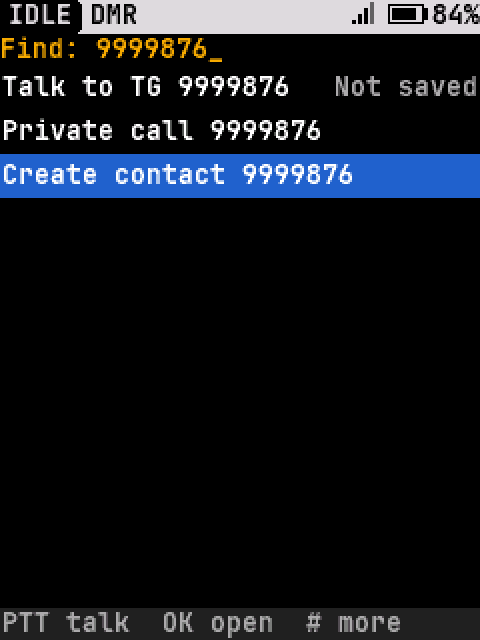 IDLE DMR 84%
Find: 9999876_
Talk to TG 9999876 Not saved
Private call 9999876
Create contact 9999876
PTT talk OK open # more